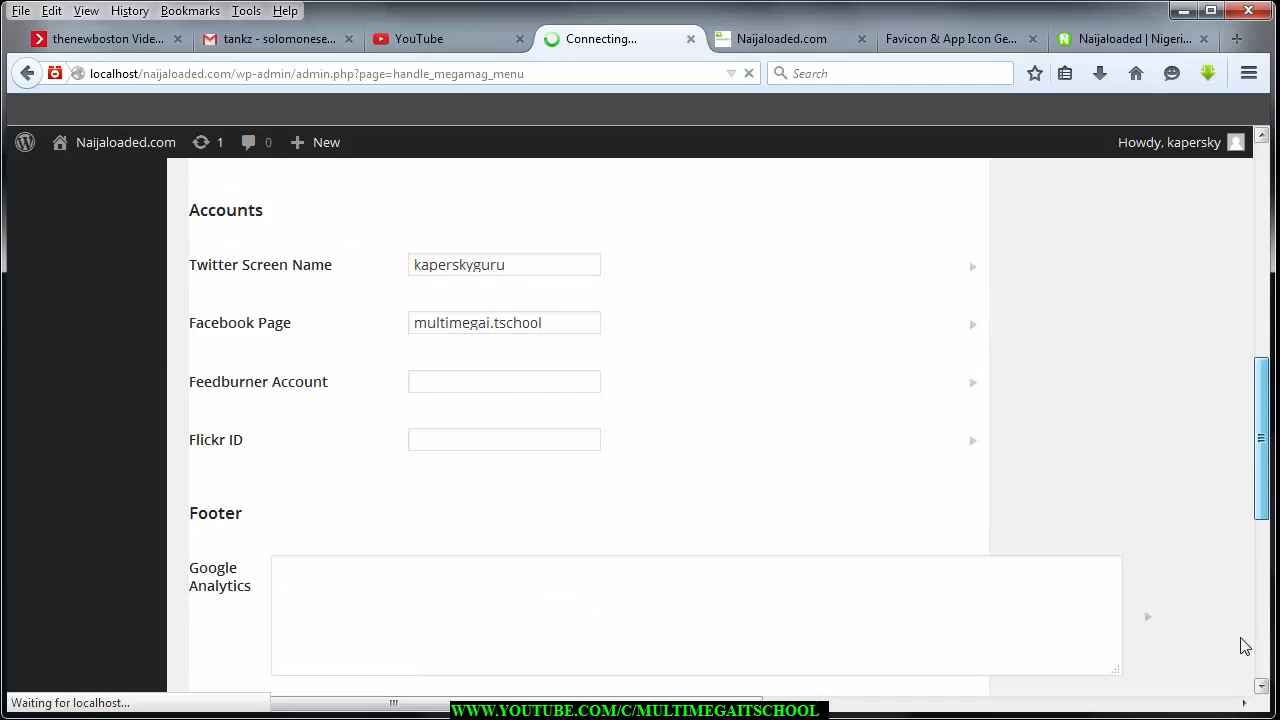 File Edit View History Bookmarks Tools Help
thenewboston Vide...
tankz - solomonese...
YouTube
Connecting...
Naijaloaded.com
Favicon & App Icon Ge...
Naijaloaded | Nigeri...
localhost/naijaloaded.com/wp-admin/admin.php?page=handle_megamag_menu
Search
Naijaloaded.com 1 0 New Howdy, kapersky
Accounts
Twitter Screen Name kaperskyguru
Facebook Page multimegai.tschool
Feedburner Account
Flickr ID
Footer
Google
Analytics
Waiting for localhost...
WWW.YOUTUBE.COM/C/MULTIMEGAITSCHOOL